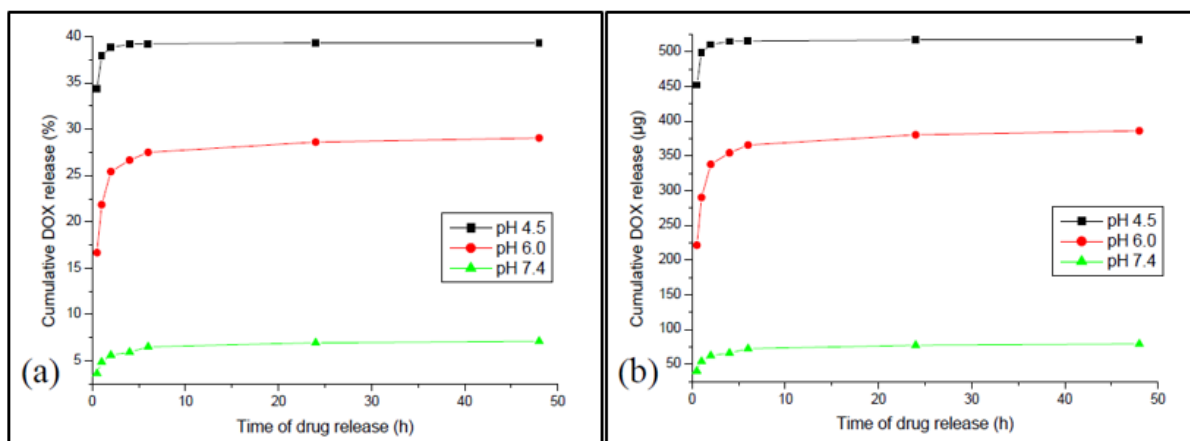 Cumulative DOX release (%)
40
35
30
25
20
15
10
5
0
10
20
30
40
50
Time of drug release (h)
pH 4.5
pH 6.0
pH 7.4
(a)
Cumulative DOX release (µg)
500
450
400
350
300
250
200
150
100
50
0
10
20
30
40
50
Time of drug release (h)
pH 4.5
pH 6.0
pH 7.4
(b)